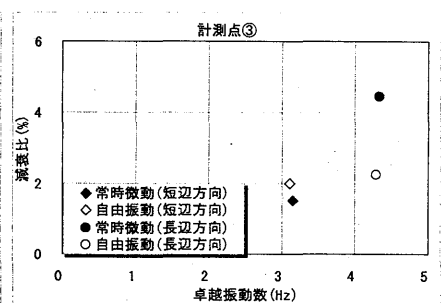 計測点③
6
4
2
0
減衰比(%)
◆常時微動(短辺方向)
◇自由振動(短辺方向)
●常時微動(長辺方向)
○自由振動(長辺方向)
0 1 2 3 4 5
卓越振動数(Hz)